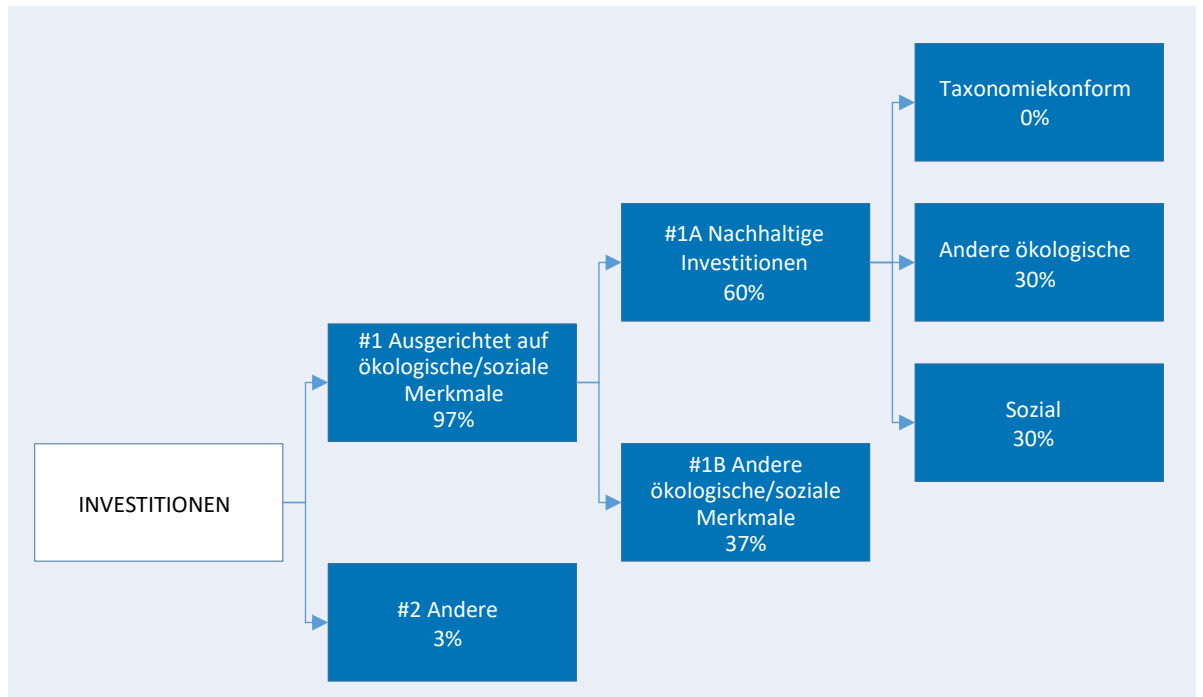 INVESTITIONEN
#1 Ausgerichtet auf
ökologische/soziale
Merkmale
97%
#2 Andere
3%
#1A Nachhaltige
Investitionen
60%
#1B Andere
ökologische/soziale
Merkmale
37%
Taxonomiekonform
0%
Andere ökologische
30%
Sozial
30%